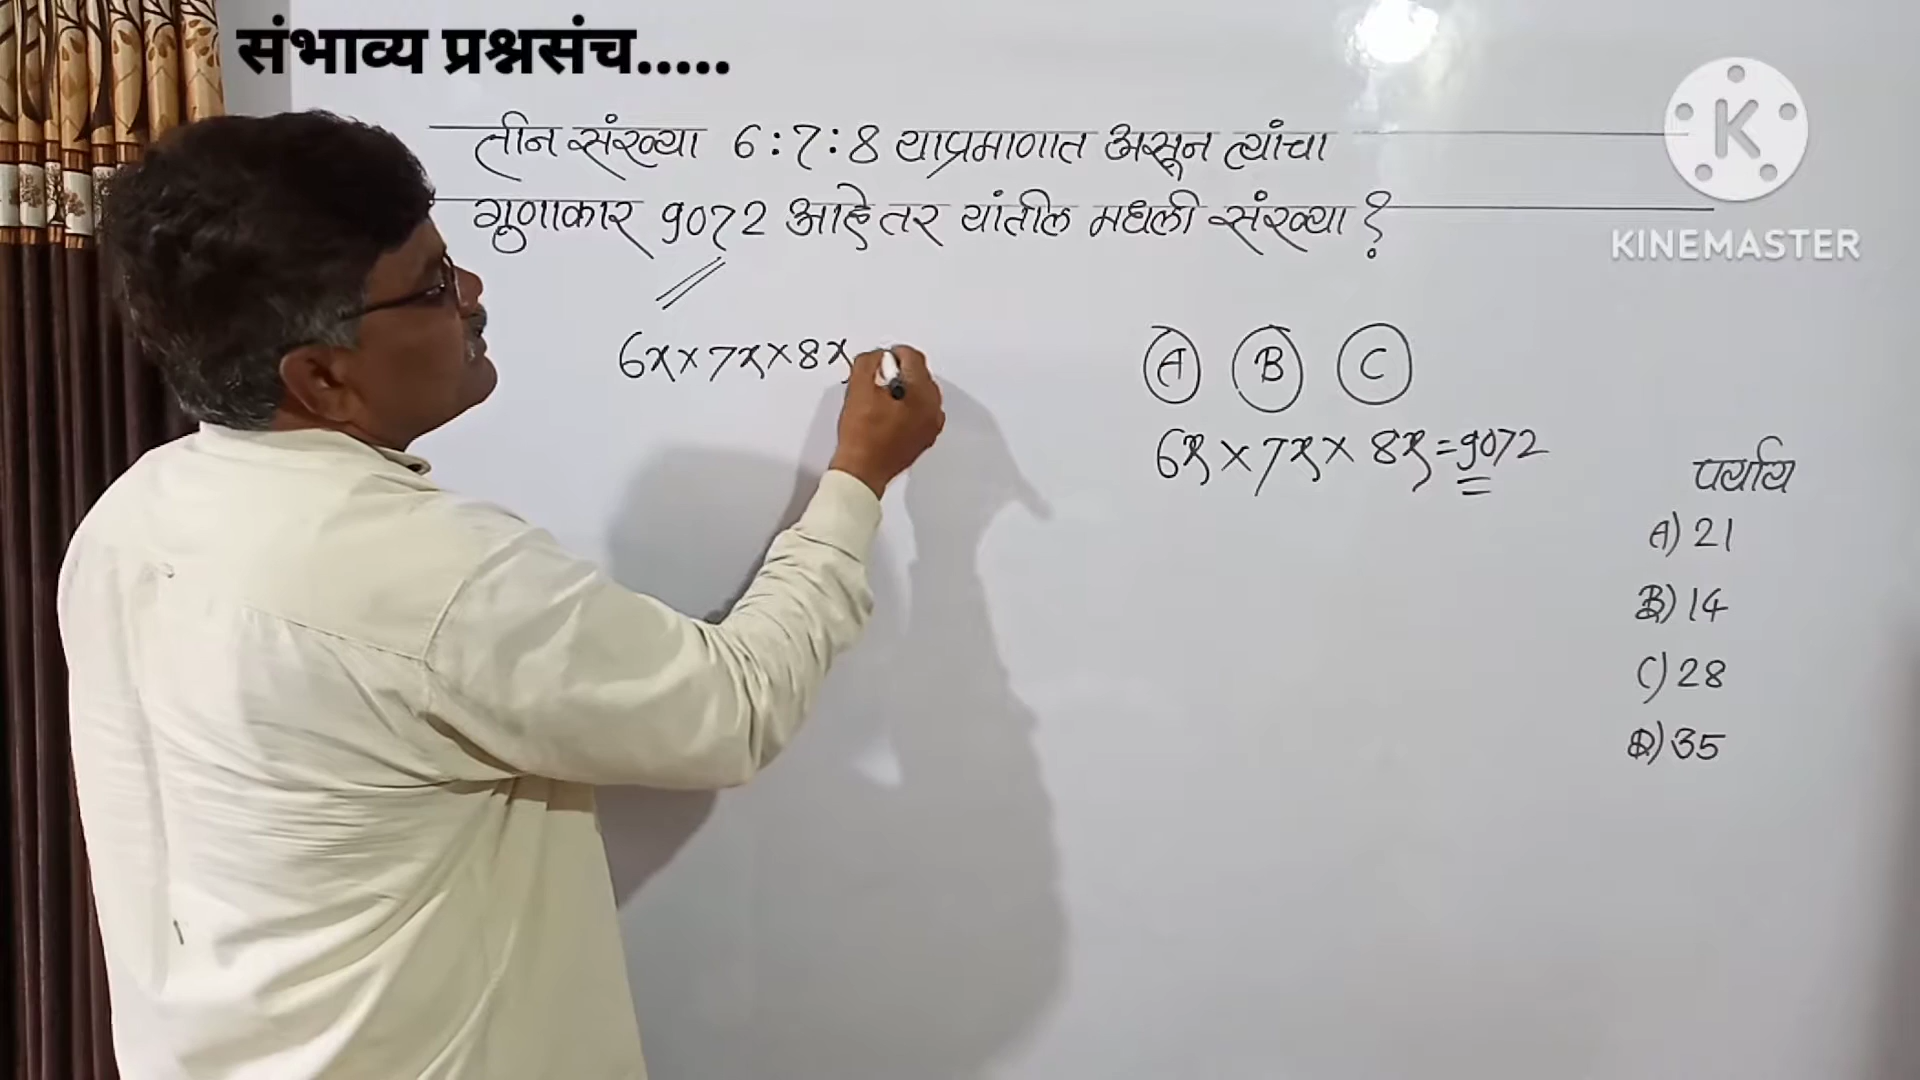 संभाव्य प्रश्नसंच.....
KINEMASTER
तीन संख्या 6:7:8 याप्रमाणात असून त्यांचा
गुणाकार 9072 आहे तर यांतील मधली संख्या ?
6x×7x×8x
A B C
6x × 7x × 8x = 9072
पर्याय
A) 21
B) 14
C) 28
D) 35